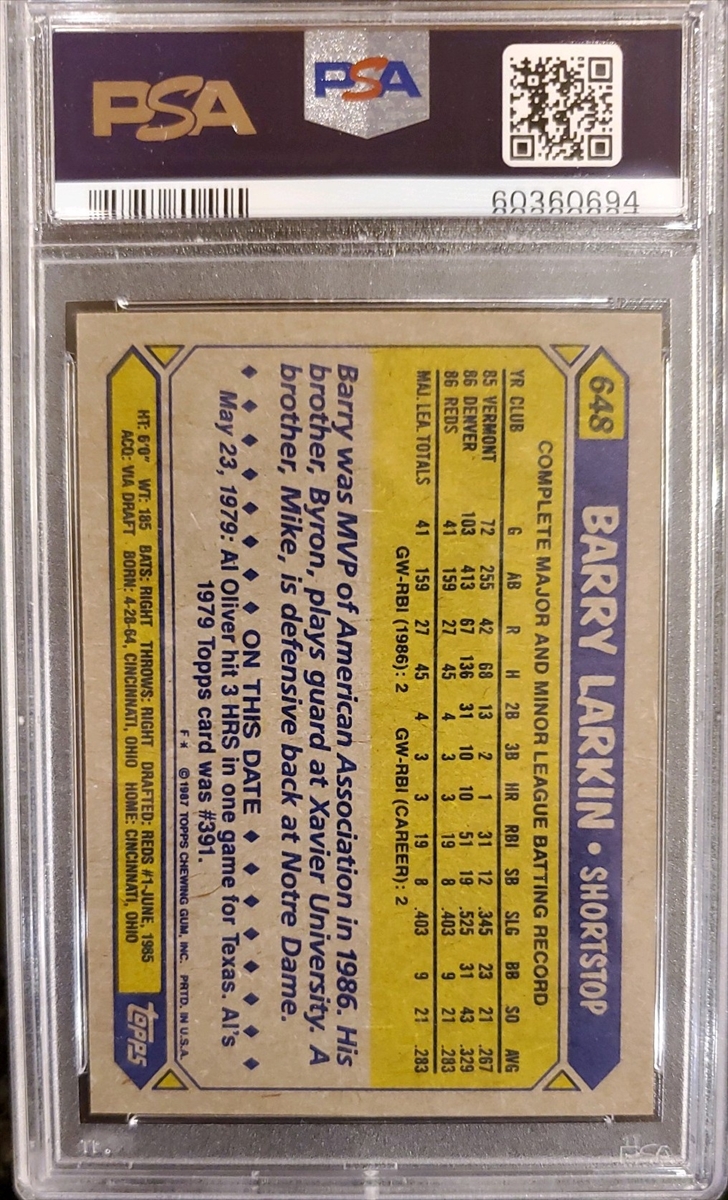 PSA
PSA
60360694
648 BARRY LARKIN • SHORTSTOP
COMPLETE MAJOR AND MINOR LEAGUE BATTING RECORD
YR CLUB G AB R H 2B 3B HR RBI SB SLG BB SO AVG
85 VERMONT 72 255 42 68 13 2 1 31 12 .345 23 21 .267
86 DENVER 103 413 67 136 31 10 10 51 19 .525 31 43 .329
86 REDS 41 159 27 45 4 3 3 19 8 .403 9 21 .283
MAJ. LEA. TOTALS 41 159 27 45 4 3 3 19 8 .403 9 21 .283
GW-RBI (1986): 2 GW-RBI (CAREER): 2
Barry was MVP of American Association in 1986. His
brother, Byron, plays guard at Xavier University. A
brother, Mike, is defensive back at Notre Dame.
◆ ◆ ◆ ◆ ◆ ◆ ◆ ON THIS DATE ◆ ◆ ◆ ◆ ◆ ◆ ◆
May 23, 1979: Al Oliver hit 3 HRS in one game for Texas. Al's
1979 Topps card was #391.
F* ©1987 TOPPS CHEWING GUM, INC. PRTD. IN U.S.A.
HT: 6'0" WT: 185 BATS: RIGHT THROWS: RIGHT DRAFTED: REDS #1-JUNE, 1985
ACQ: VIA DRAFT BORN: 4-28-64, CINCINNATI, OHIO HOME: CINCINNATI, OHIO
TOPPS
PSA